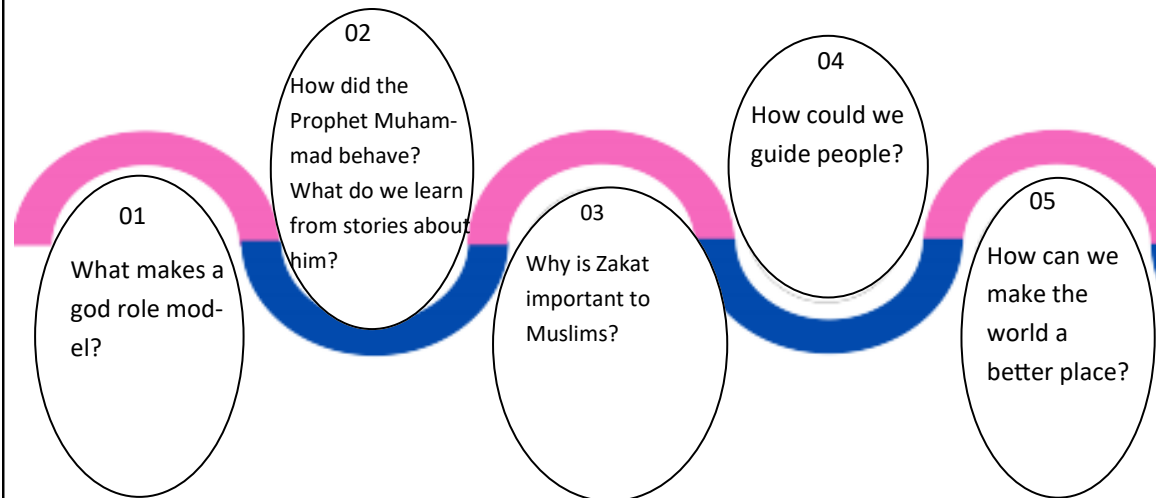 01
What makes a
god role mod-
el?
02
How did the
Prophet Muham-
mad behave?
What do we learn
from stories about
him?
03
Why is Zakat
important to
Muslims?
04
How could we
guide people?
05
How can we
make the
world a
better place?